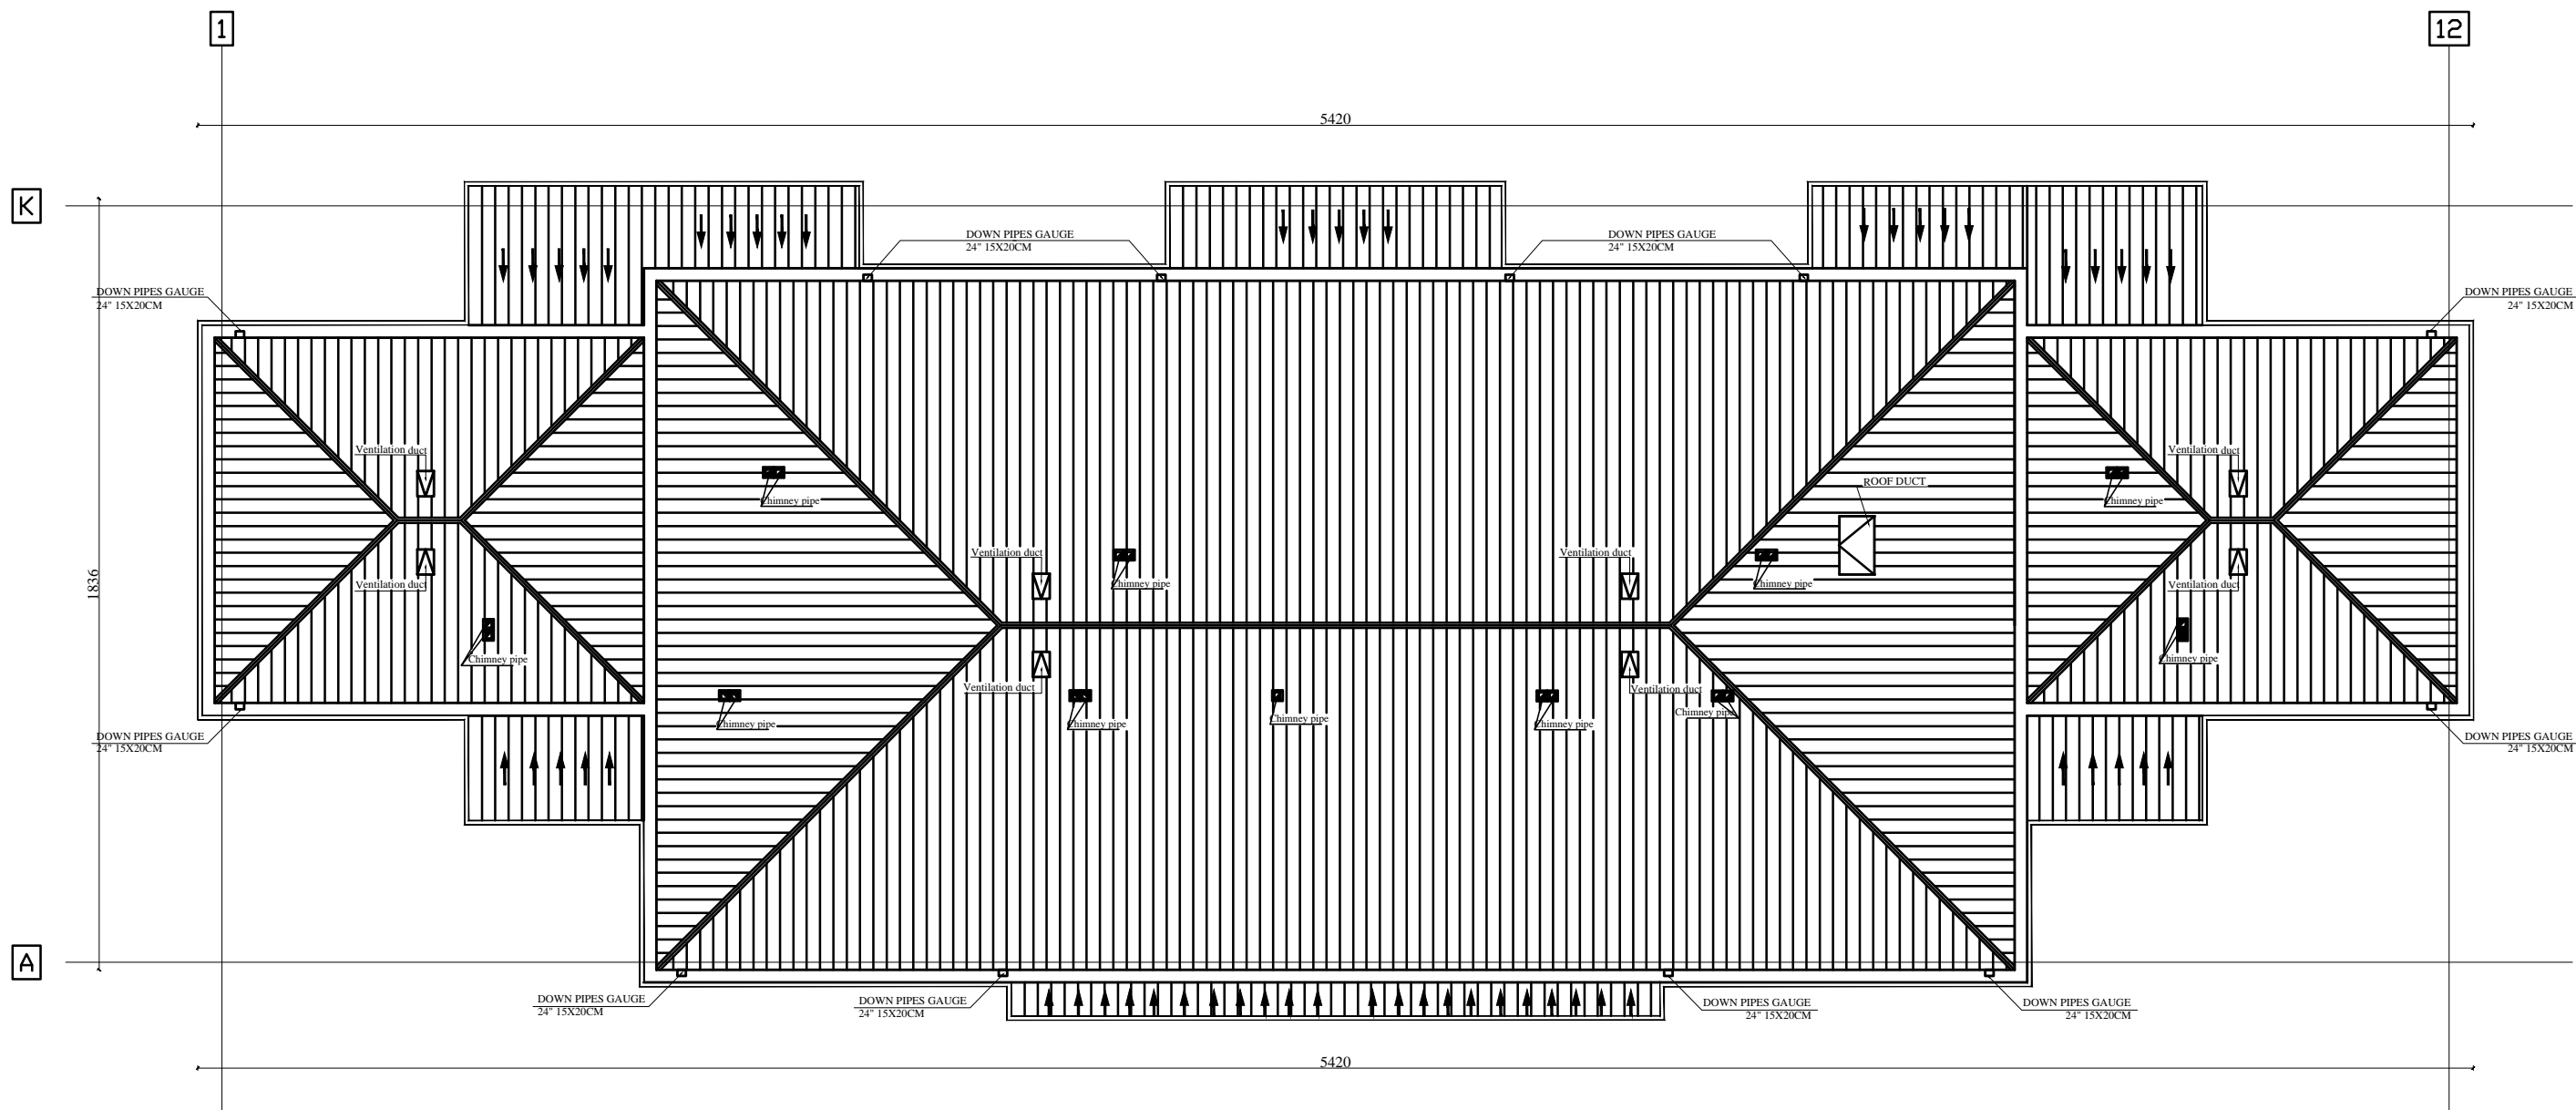 1
12
5420
K
DOWN PIPES GAUGE
24" 15X20CM
DOWN PIPES GAUGE
24" 15X20CM
DOWN PIPES GAUGE
24" 15X20CM
DOWN PIPES GAUGE
24" 15X20CM
Ventilation duct
Ventilation duct
Chimney pipe
Chimney pipe
ROOF DUCT
Ventilation duct
Ventilation duct
Chimney pipe
Chimney pipe
Ventilation duct
Ventilation duct
1836
Chimney pipe
Chimney pipe
Ventilation duct
Ventilation duct
Chimney pipe
Chimney pipe
Chimney pipe
Chimney pipe
Chimney pipe
DOWN PIPES GAUGE
24" 15X20CM
DOWN PIPES GAUGE
24" 15X20CM
A
DOWN PIPES GAUGE
24" 15X20CM
DOWN PIPES GAUGE
24" 15X20CM
DOWN PIPES GAUGE
24" 15X20CM
DOWN PIPES GAUGE
24" 15X20CM
5420